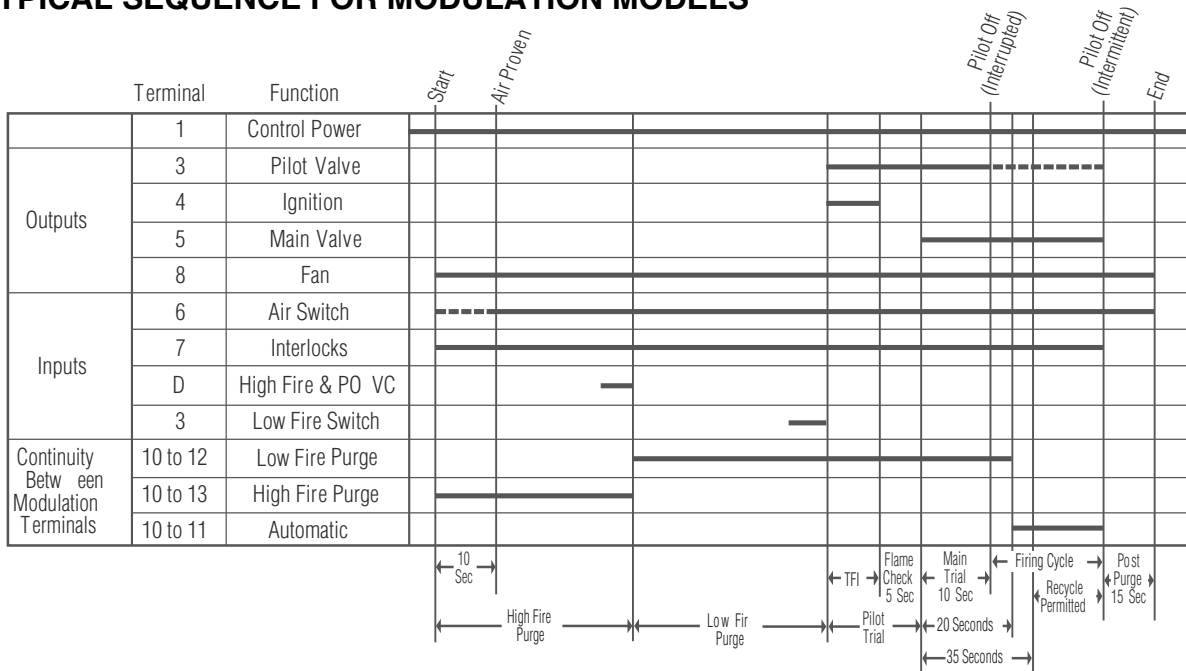 TYPICAL SEQUENCE FOR MODULATION MODELS
Terminal Function Start Air Proven Pilot Off (Interrupted) Pilot Off (Intermittent) End
1 Control Power
Outputs
3 Pilot Valve
4 Ignition
5 Main Valve
8 Fan
Inputs
6 Air Switch
7 Interlocks
D High Fire & PO VC
3 Low Fire Switch
Continuity
Betw een
Modulation
Terminals
10 to 12 Low Fire Purge
10 to 13 High Fire Purge
10 to 11 Automatic
10
Sec
TFI
Flame
Check
5 Sec
Main
Trial
10 Sec
Firing Cycle
Recycle
Permitted
Post
Purge
15 Sec
High Fire
Purge
Low Fir
Purge
Pilot
Trial
20 Seconds
35 Seconds